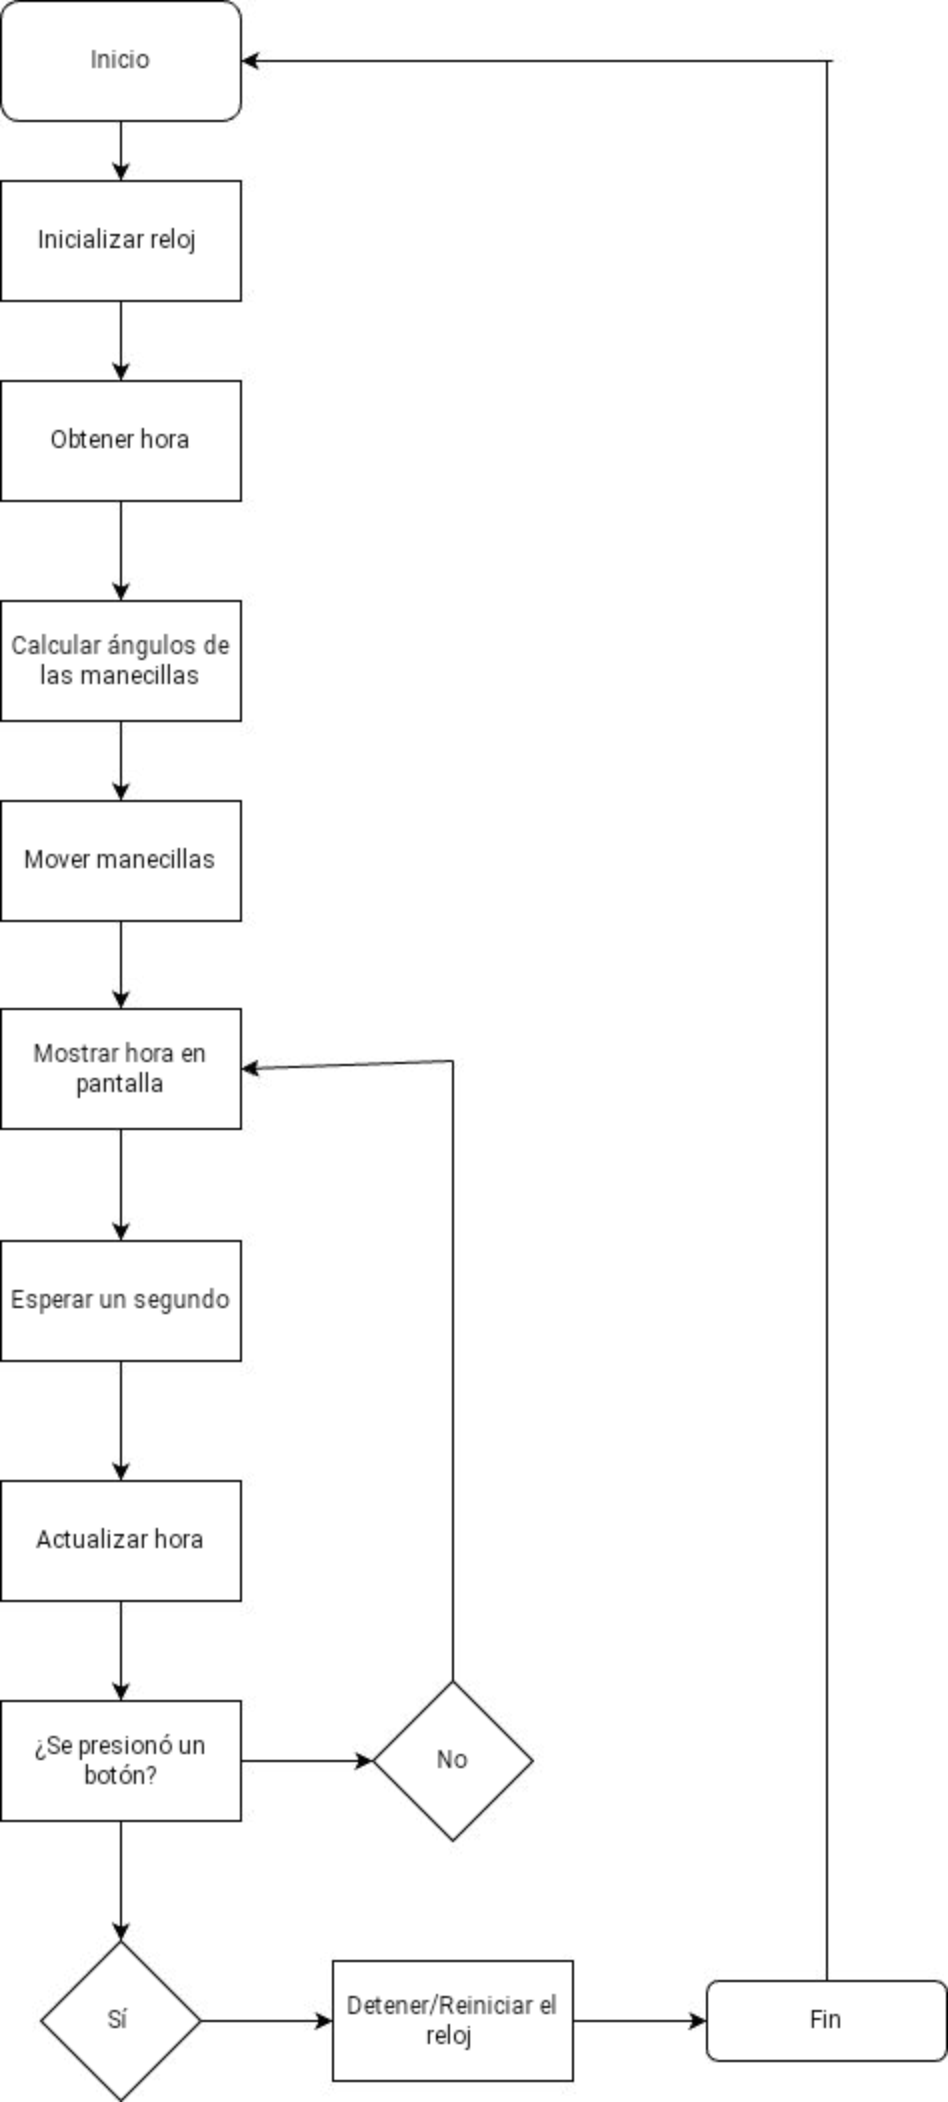 Inicio
Inicializar reloj
Obtener hora
Calcular ángulos de
las manecillas
Mover manecillas
Mostrar hora en
pantalla
Esperar un segundo
Actualizar hora
¿Se presionó un
botón?
No
Sí
Detener/Reiniciar el
reloj
Fin